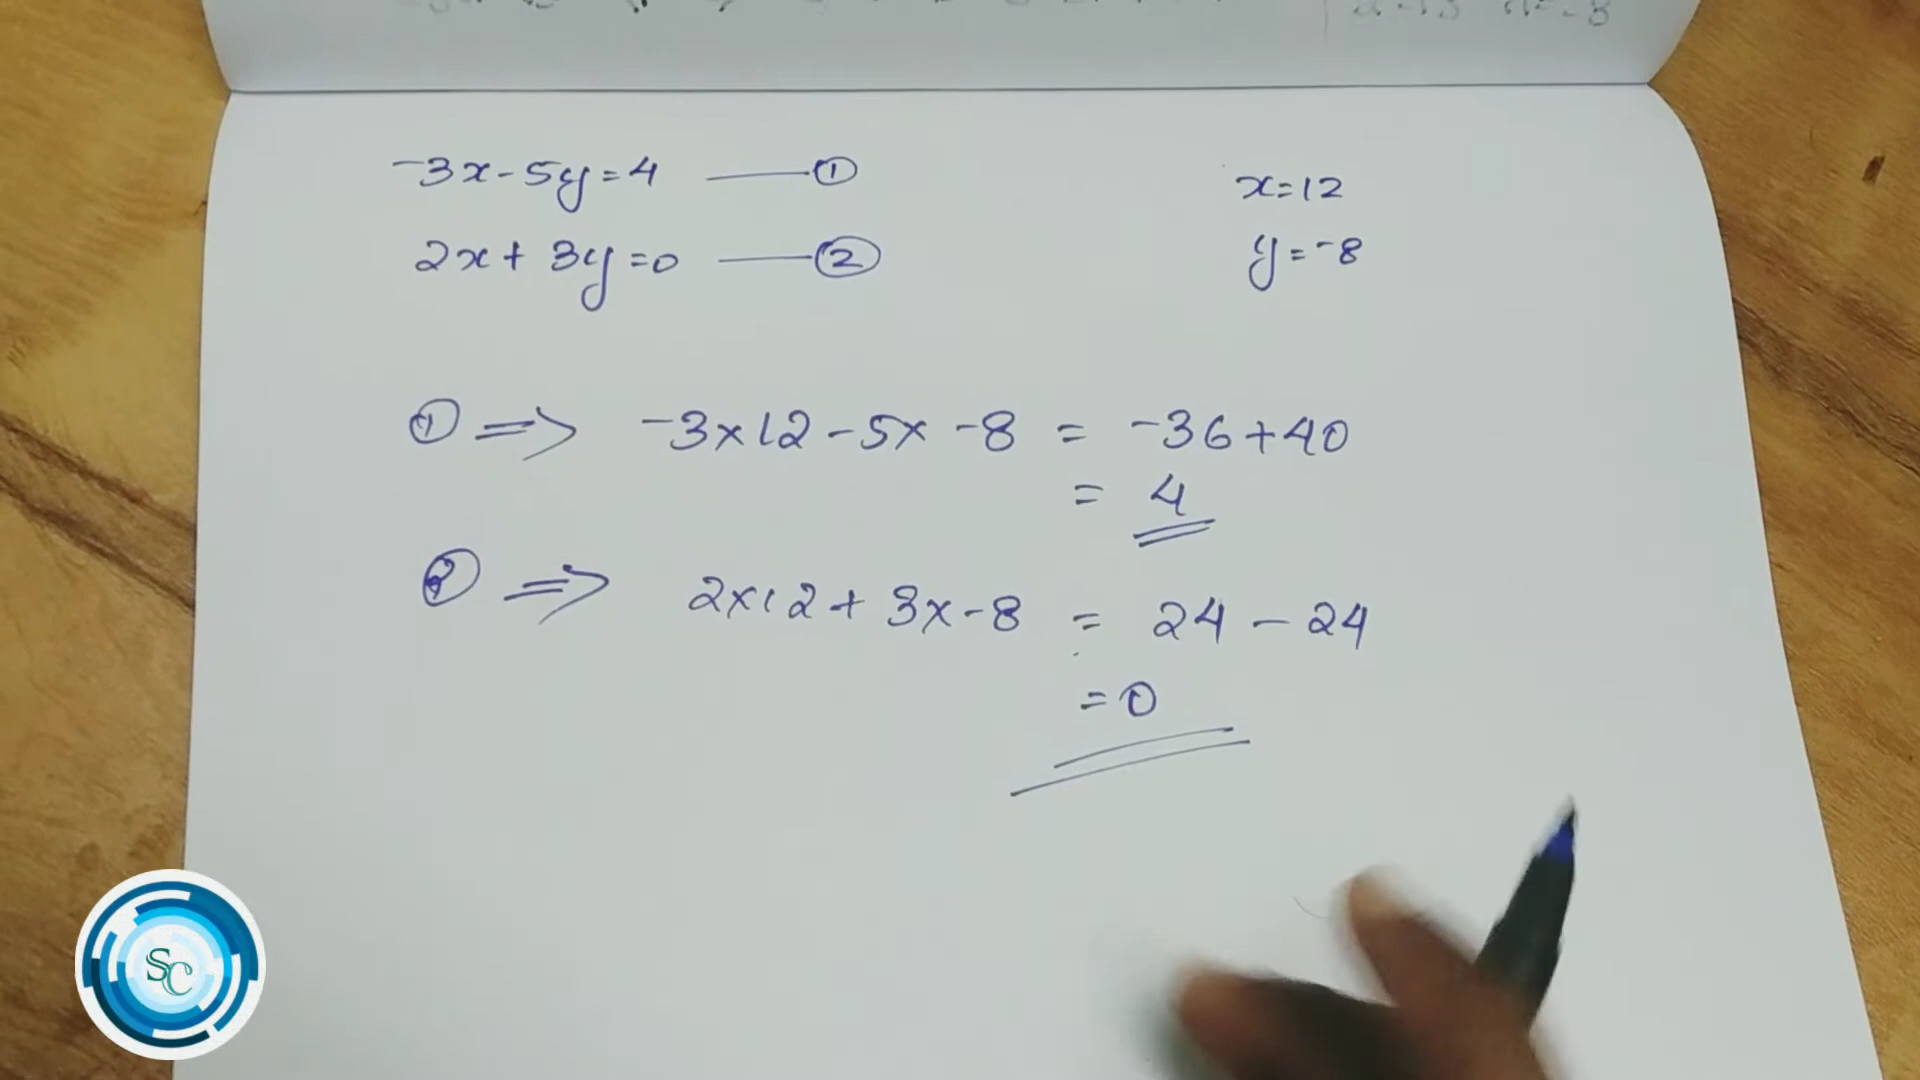 -3x-5y=4 —— ①
x=12
2x+3y=0 —— ②
y=-8
① ⇒ -3x12-5x-8 = -36+40
= 4
② ⇒ 2x12+3x-8 = 24-24
=0
SC